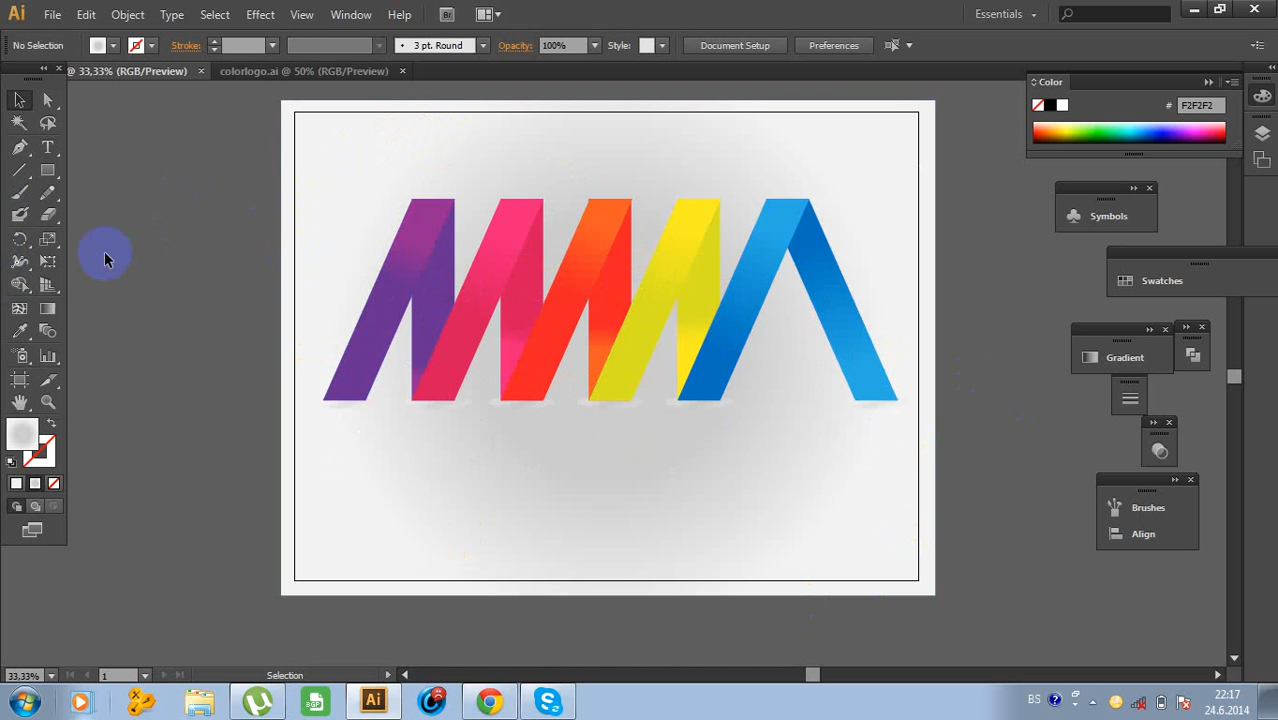 Ai File Edit Object Type Select Effect View Window Help Br Essentials
No Selection Stroke: 3 pt. Round Opacity: 100% Style: Document Setup Preferences
@ 33,33% (RGB/Preview) × colorlogo.ai @ 50% (RGB/Preview) ×
Color
# F2F2F2
Symbols
Swatches
Gradient
Brushes
Align
33,33% 1 Selection
Ai BS 22:17
24.6.2014